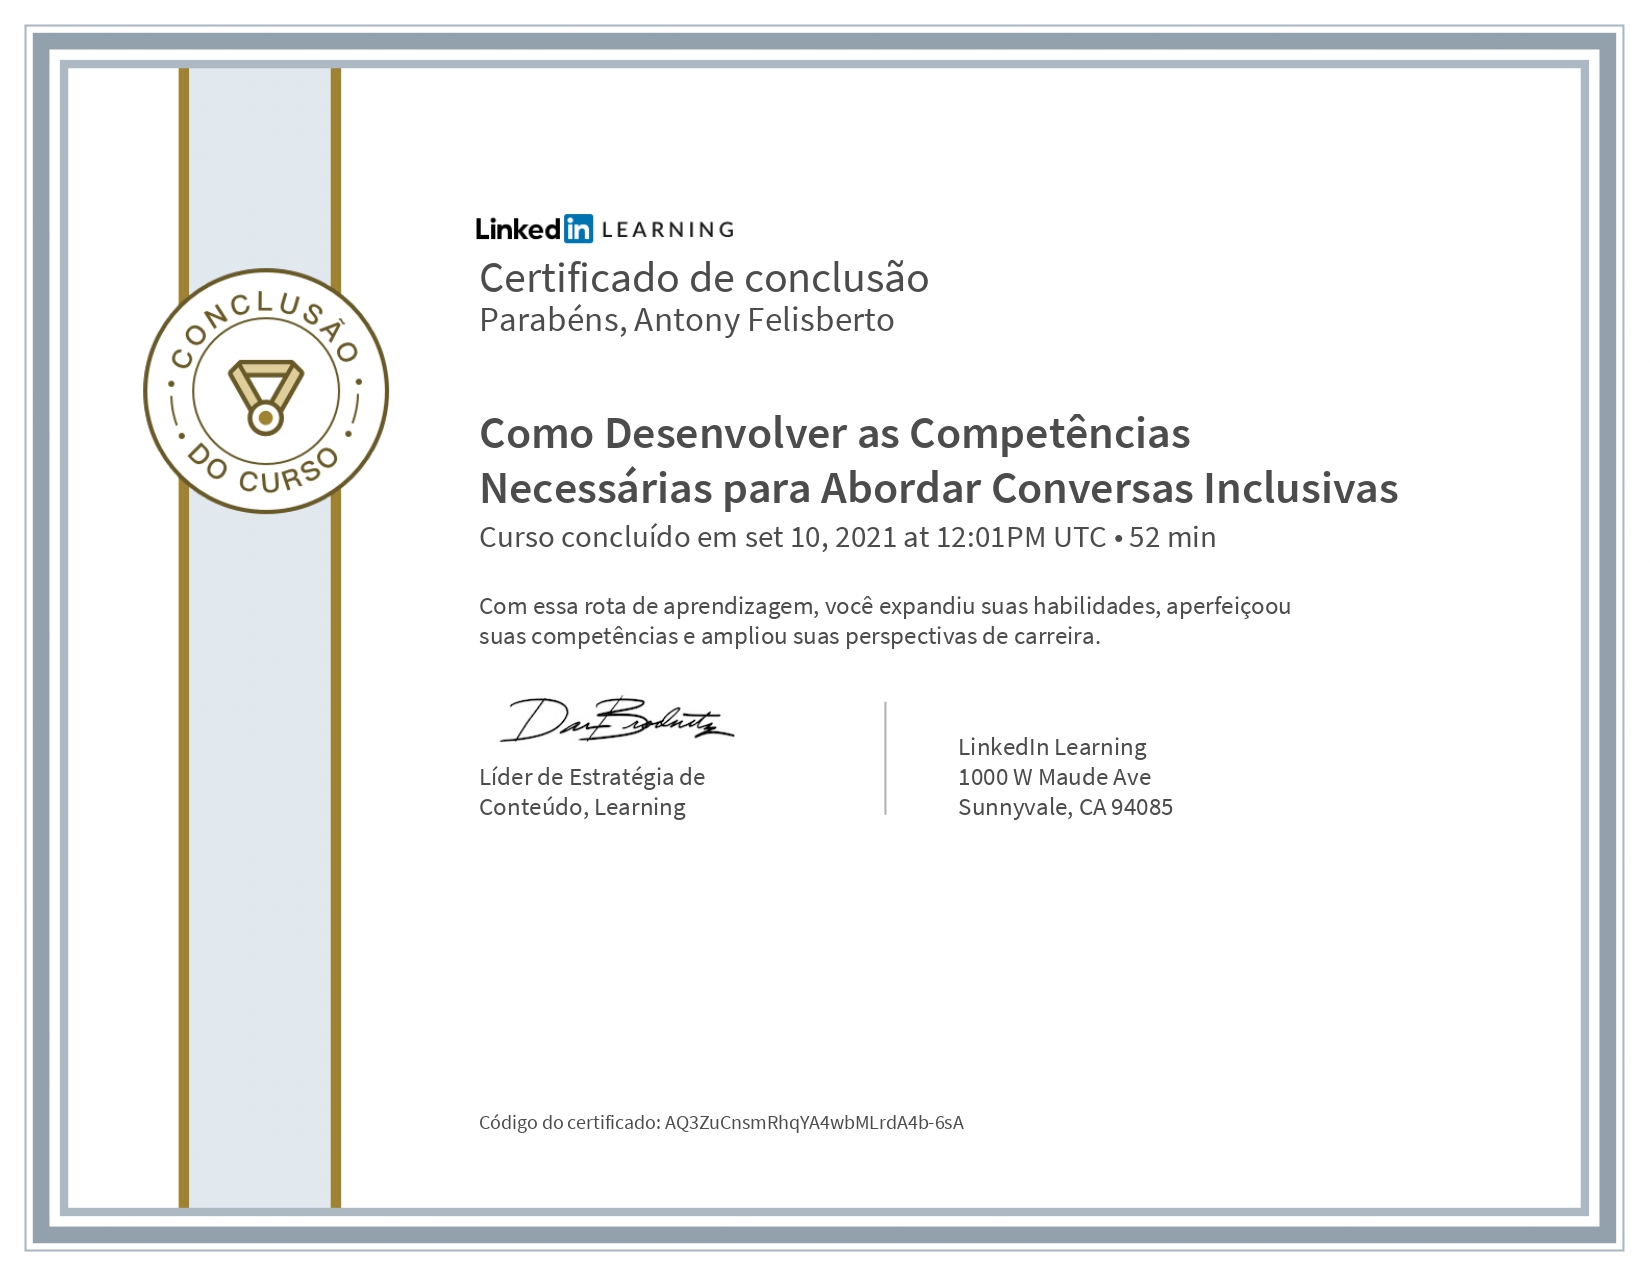 CONCLUSÃO
DO CURSO
Linked in LEARNING
Certificado de conclusão
Parabéns, Antony Felisberto
Como Desenvolver as Competências
Necessárias para Abordar Conversas Inclusivas
Curso concluído em set 10, 2021 at 12:01PM UTC • 52 min
Com essa rota de aprendizagem, você expandiu suas habilidades, aperfeiçoou
suas competências e ampliou suas perspectivas de carreira.
Dan Brodnitz
Líder de Estratégia de
Conteúdo, Learning
LinkedIn Learning
1000 W Maude Ave
Sunnyvale, CA 94085
Código do certificado: AQ3ZuCnsmRhqYA4wbMLrdA4b-6sA